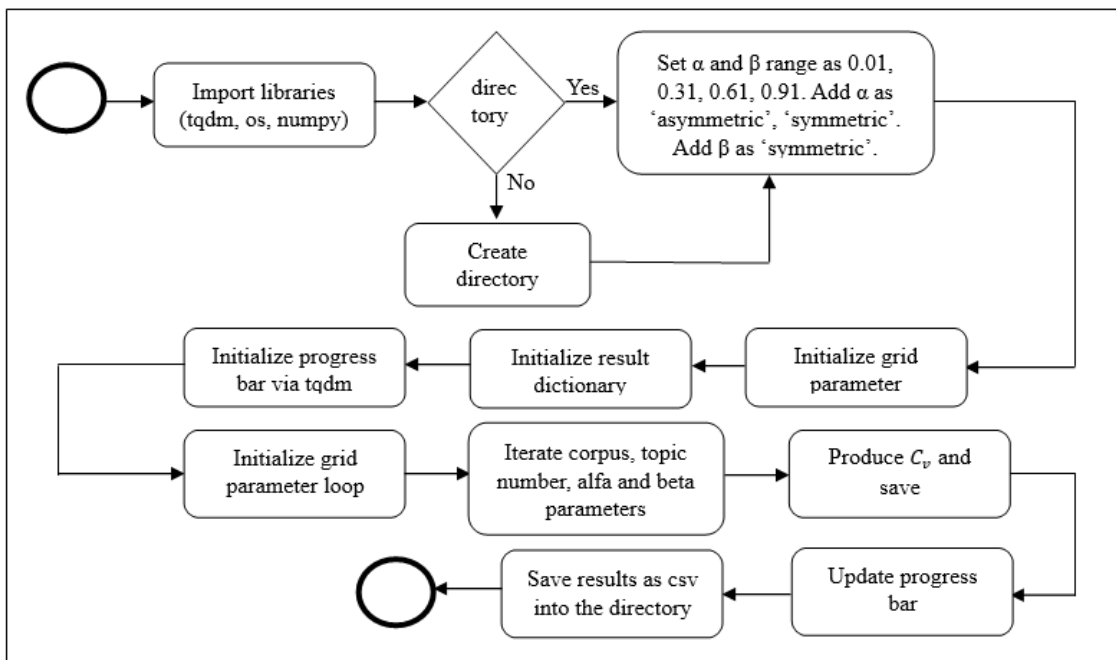 Import libraries
(tqdm, os, numpy)
direc
tory
Yes
No
Set α and β range as 0.01,
0.31, 0.61, 0.91. Add α as
‘asymmetric’, ‘symmetric’.
Add β as ‘symmetric’.
Create
directory
Initialize grid
parameter
Initialize result
dictionary
Initialize progress
bar via tqdm
Initialize grid
parameter loop
Iterate corpus, topic
number, alfa and beta
parameters
Produce Cᵥ and
save
Update progress
bar
Save results as csv
into the directory